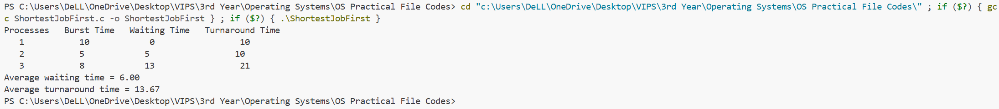 PS C:\Users\DeLL\OneDrive\Desktop\VIPS\3rd Year\Operating Systems\OS Practical File Codes> cd "c:\Users\DeLL\OneDrive\Desktop\VIPS\3rd Year\Operating Systems\OS Practical File Codes\" ; if ($?) { gc
c ShortestJobFirst.c -o ShortestJobFirst } ; if ($?) { .\ShortestJobFirst }
Processes   Burst Time   Waiting Time   Turnaround Time
   1           10            0                 10
   2           5            5                 10
   3           8            13                 21
Average waiting time = 6.00
Average turnaround time = 13.67
PS C:\Users\DeLL\OneDrive\Desktop\VIPS\3rd Year\Operating Systems\OS Practical File Codes>